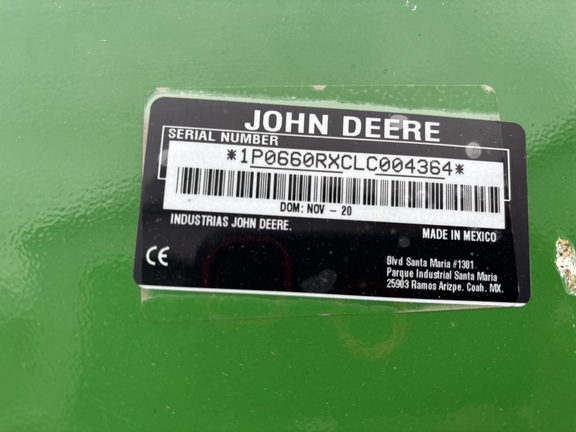 JOHN DEERE
SERIAL NUMBER
*1P0660RXCLC004364*
DOM: NOV - 20
INDUSTRIAS JOHN DEERE.
MADE IN MEXICO
CE
Blvd Santa Maria #1301
Parque Industrial Santa Maria
25903 Ramos Arizpe. Coah. MX.